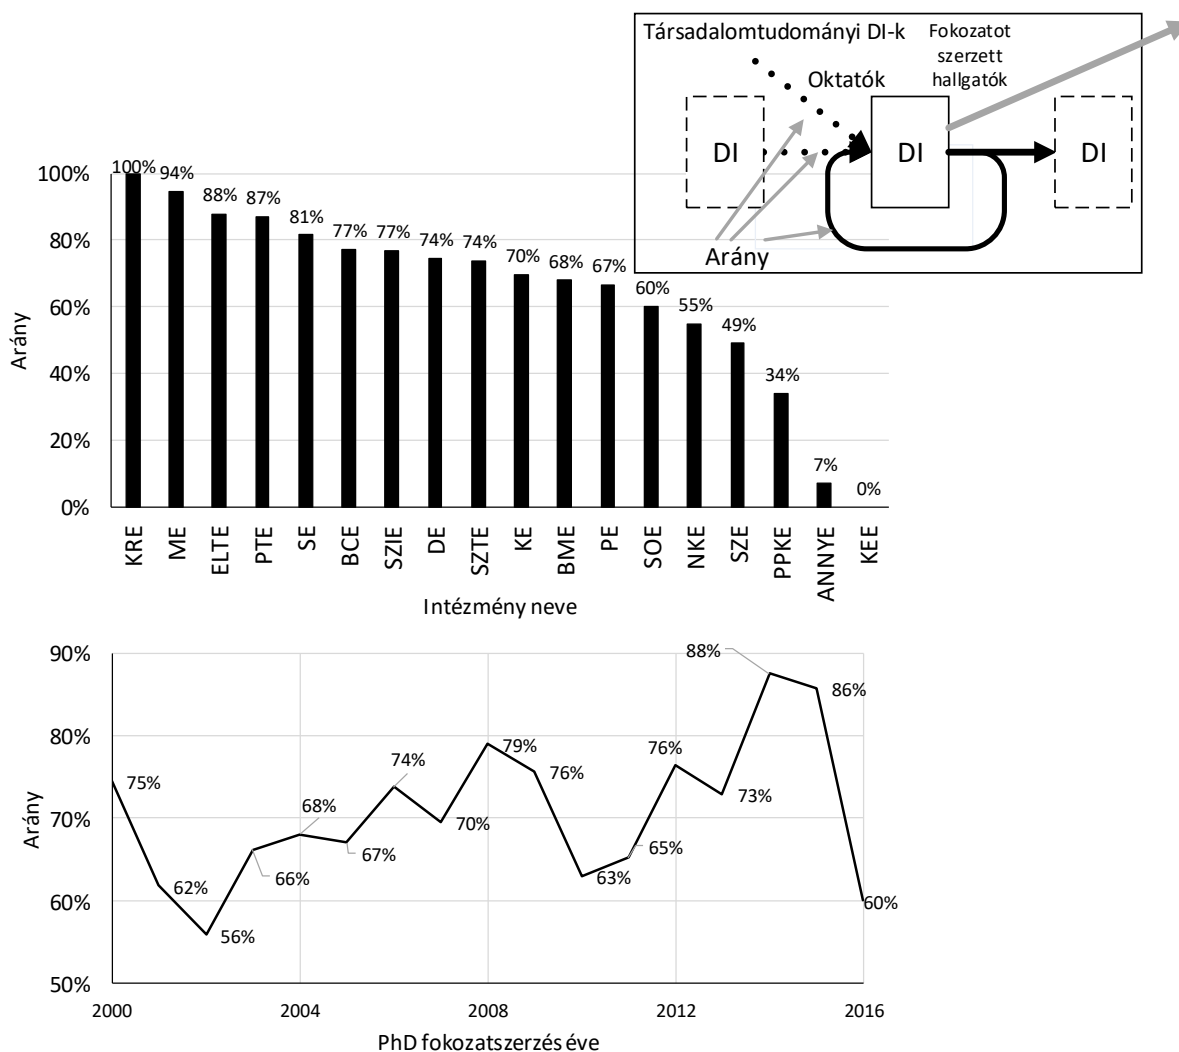 Társadalomtudományi DI-k
Fokozatot
szerzett
hallgatók
Oktatók
DI
DI
DI
Arány
Arány
100%
80%
60%
40%
20%
0%
100%
94%
88%
87%
81%
77%
77%
74%
74%
70%
68%
67%
60%
55%
49%
34%
7%
0%
KRE
ME
ELTE
PTE
SE
BCE
SZIE
DE
SZTE
KE
BME
PE
SOE
NKE
SZE
PPKE
ANNYE
KEE
Intézmény neve
Arány
90%
80%
70%
60%
50%
75%
62%
56%
66%
68%
67%
74%
70%
79%
76%
63%
65%
76%
73%
88%
86%
60%
2000
2004
2008
2012
2016
PhD fokozatszerzés éve